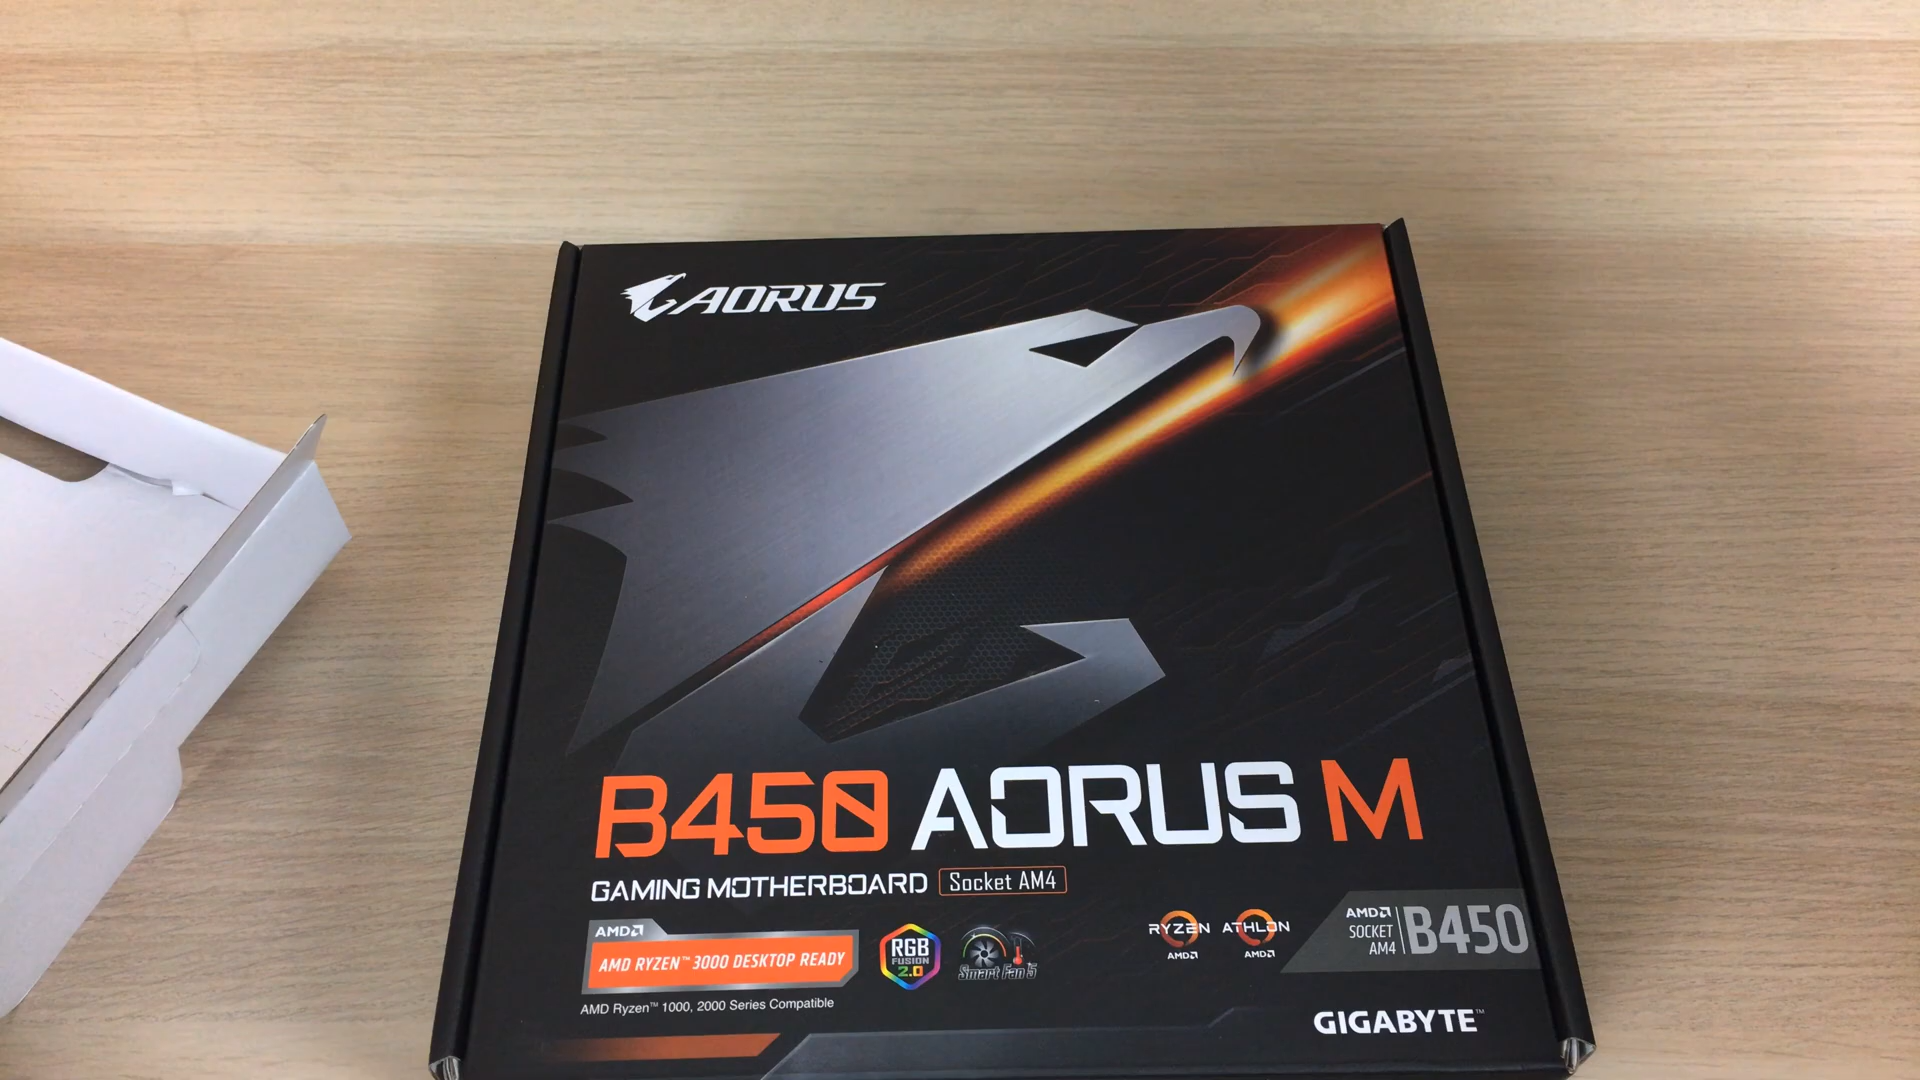 AORUS
B450 AORUS M
GAMING MOTHERBOARD Socket AM4
AMD
AMD RYZEN™ 3000 DESKTOP READY
AMD Ryzen™ 1000, 2000 Series Compatible
RGB
FUSION
2.0
Smart Fan 5
RYZEN
AMD
ATHLON
AMD
AMD
SOCKET
AM4
B450
GIGABYTE™